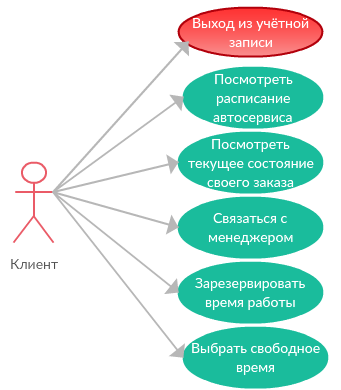 Выход из учётной
записи
Посмотреть
расписание
автосервиса
Посмотреть
текущее состояние
своего заказа
Клиент
Связаться с
менеджером
Зарезервировать
время работы
Выбрать свободное
время